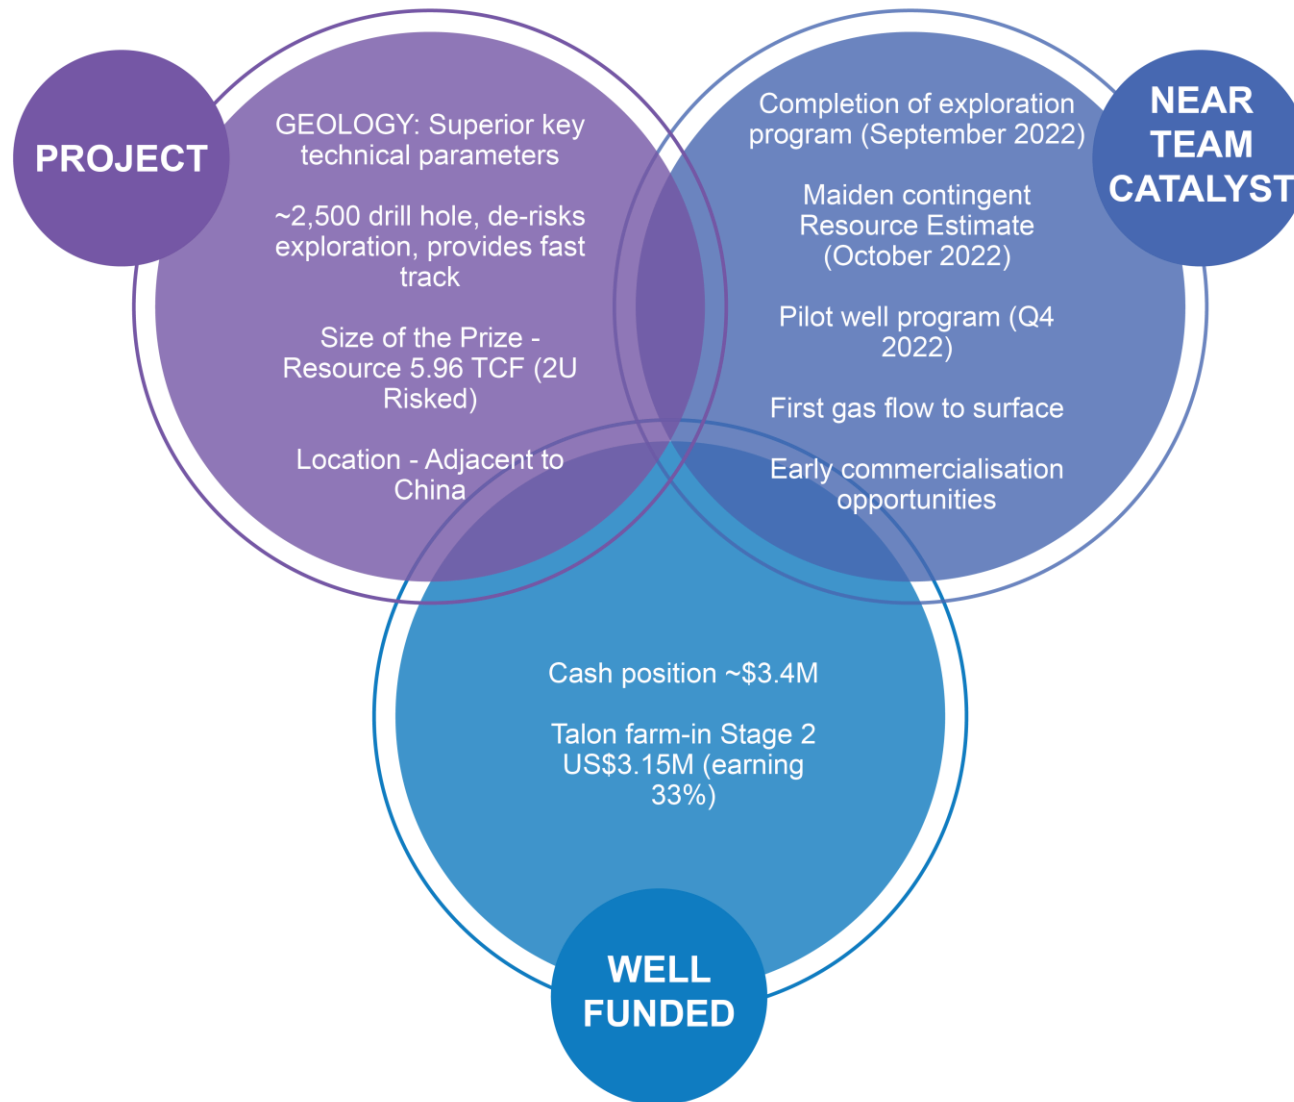 PROJECT
GEOLOGY: Superior key
technical parameters
~2,500 drill hole, de-risks
exploration, provides fast
track
Size of the Prize -
Resource 5.96 TCF (2U
Risked)
Location - Adjacent to
China
NEAR
TEAM
CATALYST
Completion of exploration
program (September 2022)
Maiden contingent
Resource Estimate
(October 2022)
Pilot well program (Q4
2022)
First gas flow to surface
Early commercialisation
opportunities
Cash position ~$3.4M
Talon farm-in Stage 2
US$3.15M (earning
33%)
WELL
FUNDED